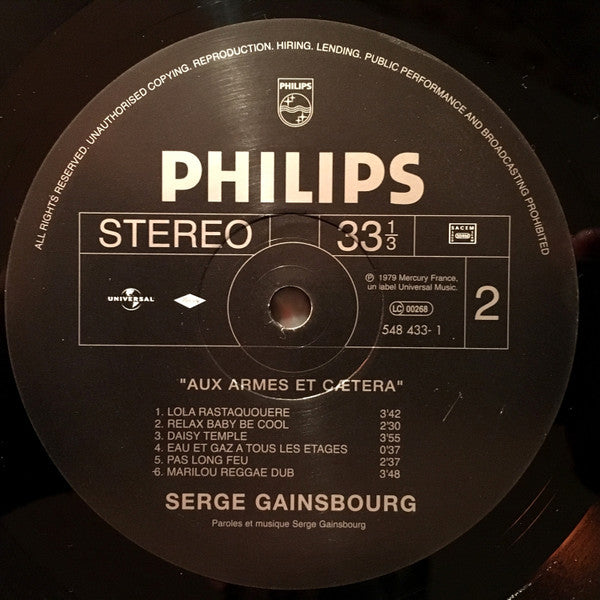 ALL RIGHTS RESERVED. UNAUTHORISED COPYING. REPRODUCTION. HIRING. LENDING. PUBLIC PERFORMANCE AND BROADCASTING PROHIBITED
PHILIPS
PHILIPS
STEREO
33 1/3
SACEM
UNIVERSAL
℗ 1979 Mercury France,
un label Universal Music.
LC 00268
548 433- 1
2
"AUX ARMES ET CÆTERA"
1. LOLA RASTAQUOUERE 3'42
2. RELAX BABY BE COOL 2'30
3. DAISY TEMPLE 3'55
4. EAU ET GAZ A TOUS LES ETAGES 0'37
5. PAS LONG FEU 2'37
6. MARILOU REGGAE DUB 3'48
SERGE GAINSBOURG
Paroles et musique Serge Gainsbourg